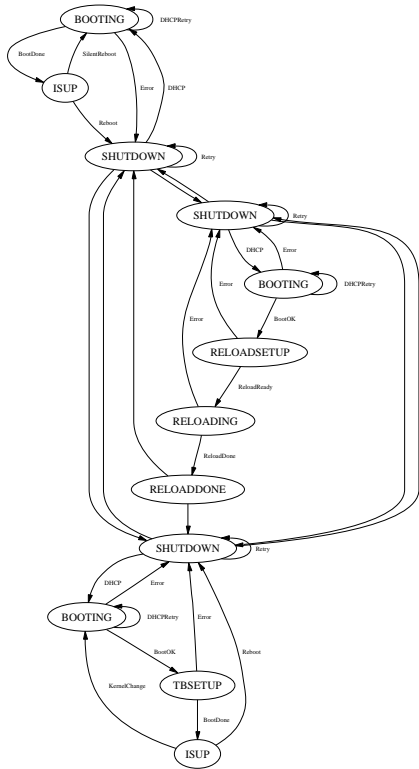 BOOTING
DHCPRetry
BootDone
SilentReboot
ISUP
Error
DHCP
Reboot
SHUTDOWN
Retry
SHUTDOWN
Retry
DHCP
Error
BOOTING
DHCPRetry
Error
BootOK
Error
RELOADSETUP
ReloadReady
RELOADING
ReloadDone
RELOADDONE
SHUTDOWN
Retry
DHCP
Error
BOOTING
DHCPRetry
Error
Reboot
BootOK
KernelChange
TBSETUP
BootDone
ISUP